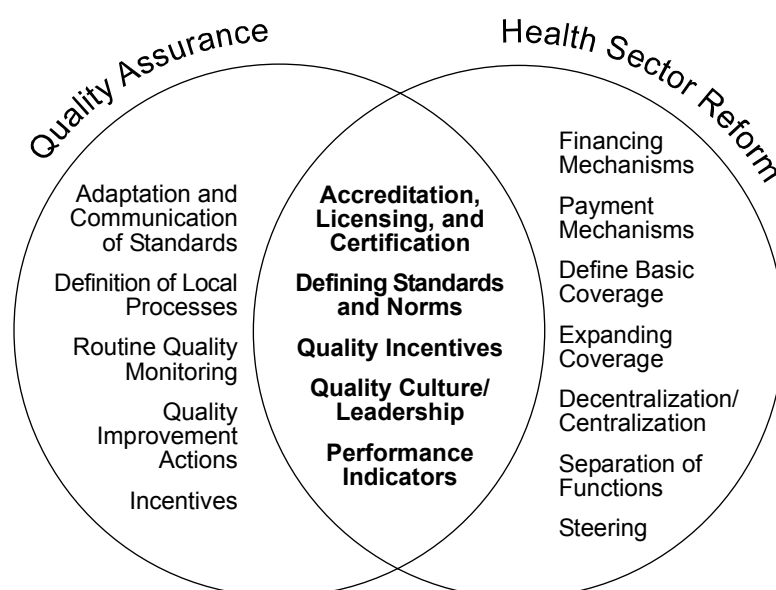 Quality Assurance
Health Sector Reform
Adaptation and
Communication
of Standards
Definition of Local
Processes
Routine Quality
Monitoring
Quality
Improvement
Actions
Incentives
Accreditation,
Licensing, and
Certification
Defining Standards
and Norms
Quality Incentives
Quality Culture/
Leadership
Performance
Indicators
Financing
Mechanisms
Payment
Mechanisms
Define Basic
Coverage
Expanding
Coverage
Decentralization/
Centralization
Separation of
Functions
Steering